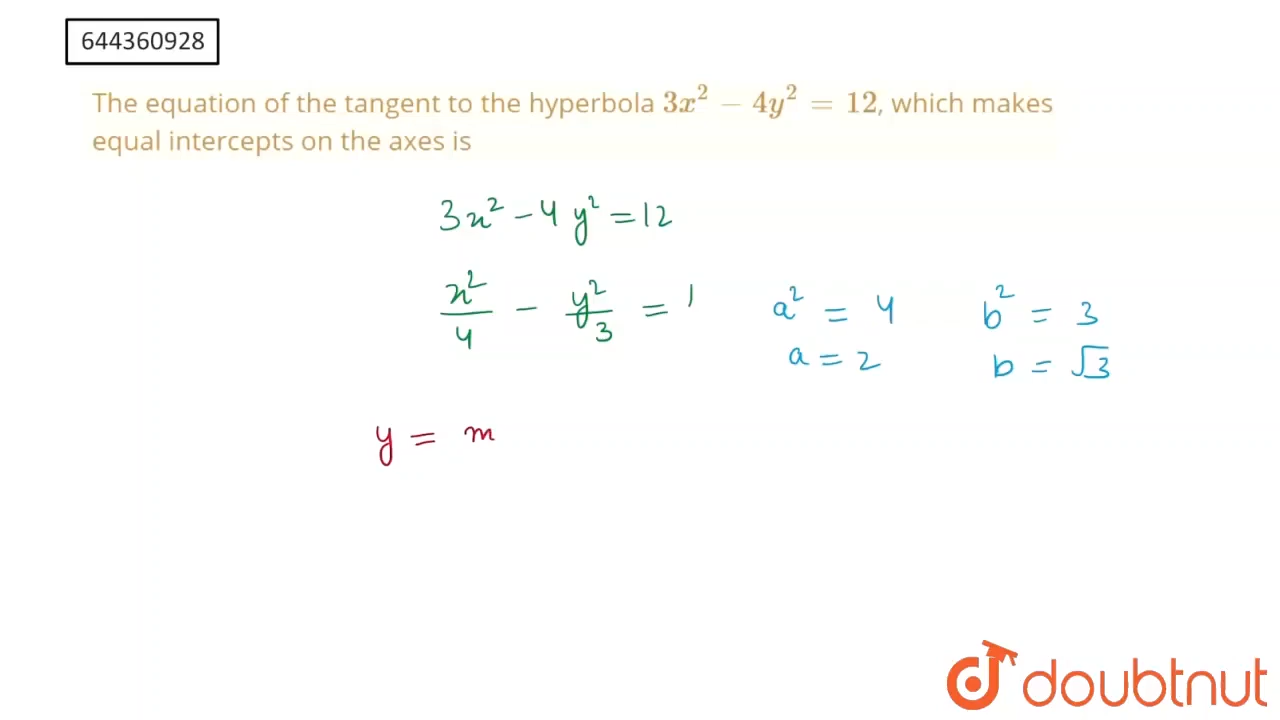 644360928
The equation of the tangent to the hyperbola 3x² − 4y² = 12, which makes
equal intercepts on the axes is
3x² − 4y² = 12
x²/4 − y²/3 = 1 a² = 4 b² = 3
a = 2 b = √3
y = m
doubtnut